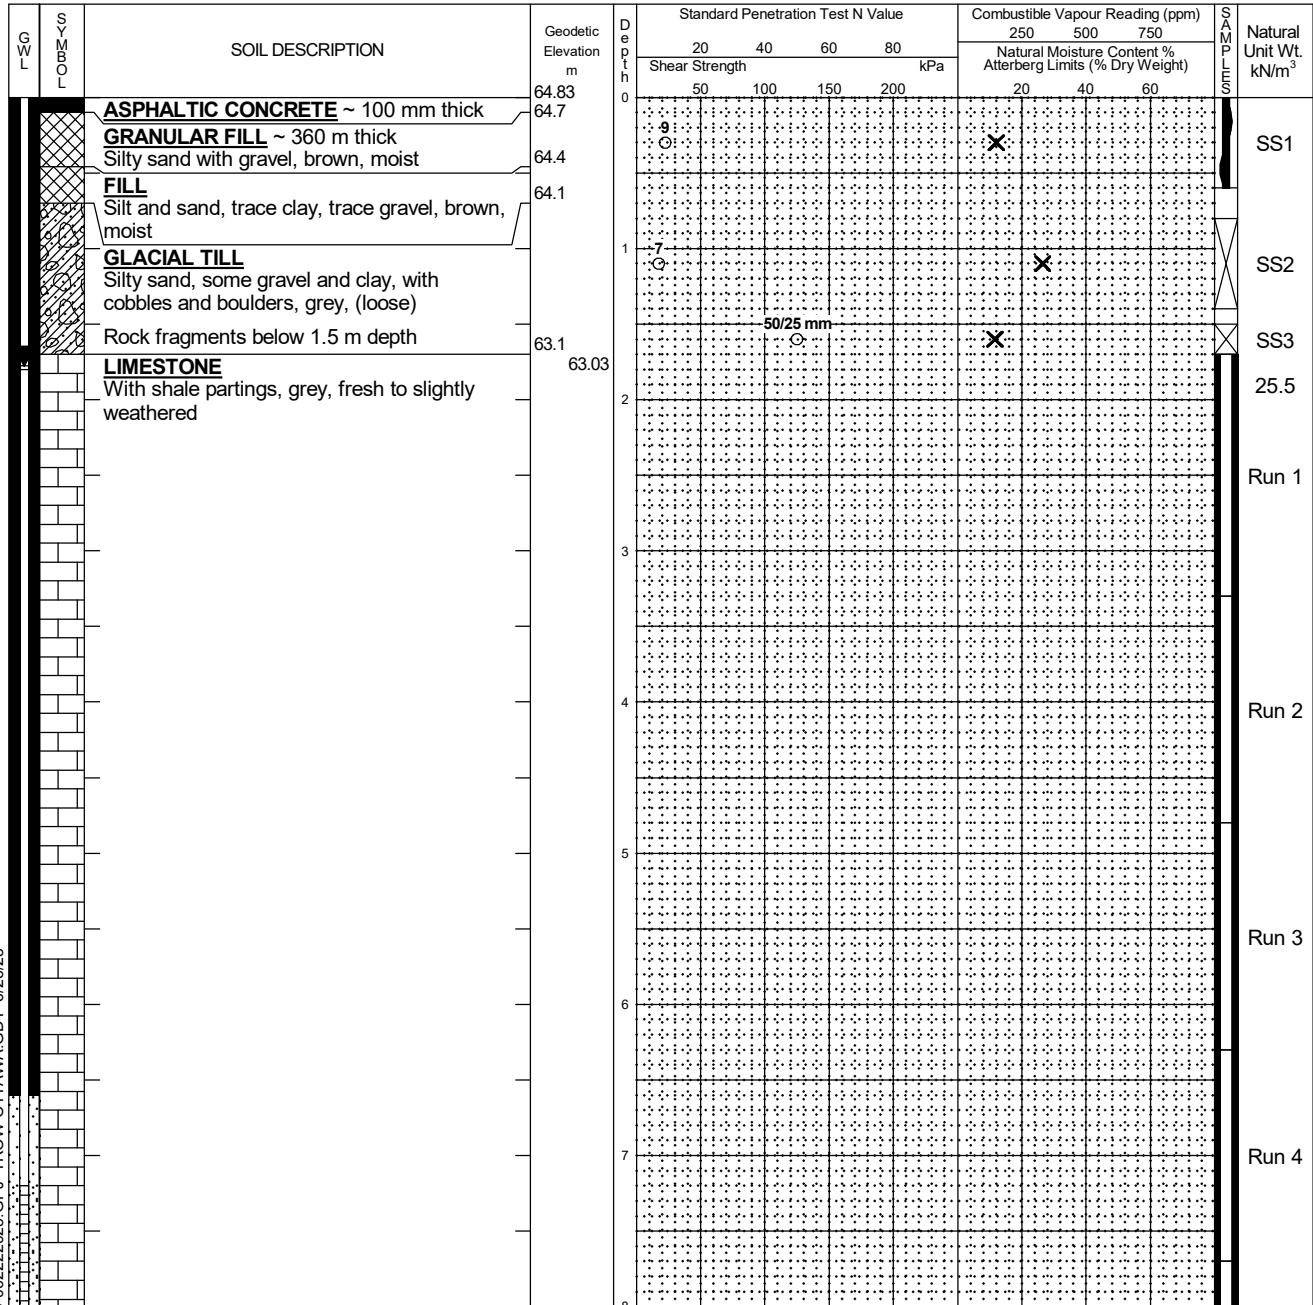 GWL
SYMBOL
SOIL DESCRIPTION
Geodetic
Elevation
m
64.83
Depth
Standard Penetration Test N Value
20 40 60 80
Shear Strength kPa
50 100 150 200
Combustible Vapour Reading (ppm)
250 500 750
Natural Moisture Content %
Atterberg Limits (% Dry Weight)
20 40 60
SAMPLES
Natural
Unit Wt.
kN/m³
0
ASPHALTIC CONCRETE ~ 100 mm thick
64.7
GRANULAR FILL ~ 360 m thick
Silty sand with gravel, brown, moist
64.4
9
SS1
FILL
64.1
Silt and sand, trace clay, trace gravel, brown,
moist
1
7
GLACIAL TILL
Silty sand, some gravel and clay, with
cobbles and boulders, grey, (loose)
SS2
Rock fragments below 1.5 m depth
63.1
50/25 mm
SS3
LIMESTONE
63.03
With shale partings, grey, fresh to slightly
weathered
25.5
2
Run 1
3
4
Run 2
5
Run 3
6
7
Run 4
8